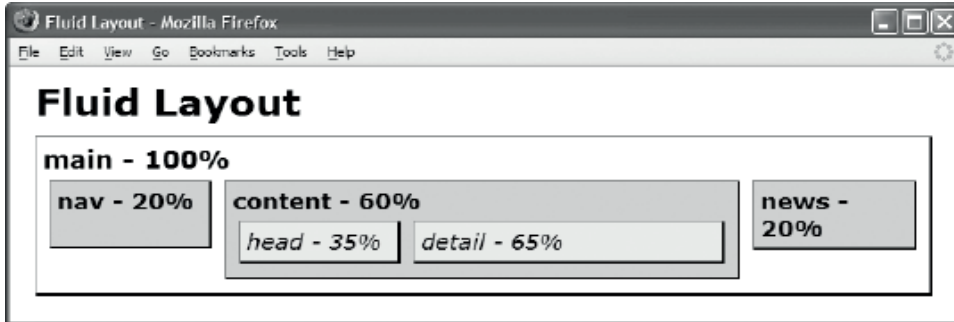 Fluid Layout - Mozilla Firefox
File Edit View Go Bookmarks Tools Help
Fluid Layout
main - 100%
nav - 20%
content - 60%
head - 35%
detail - 65%
news -
20%